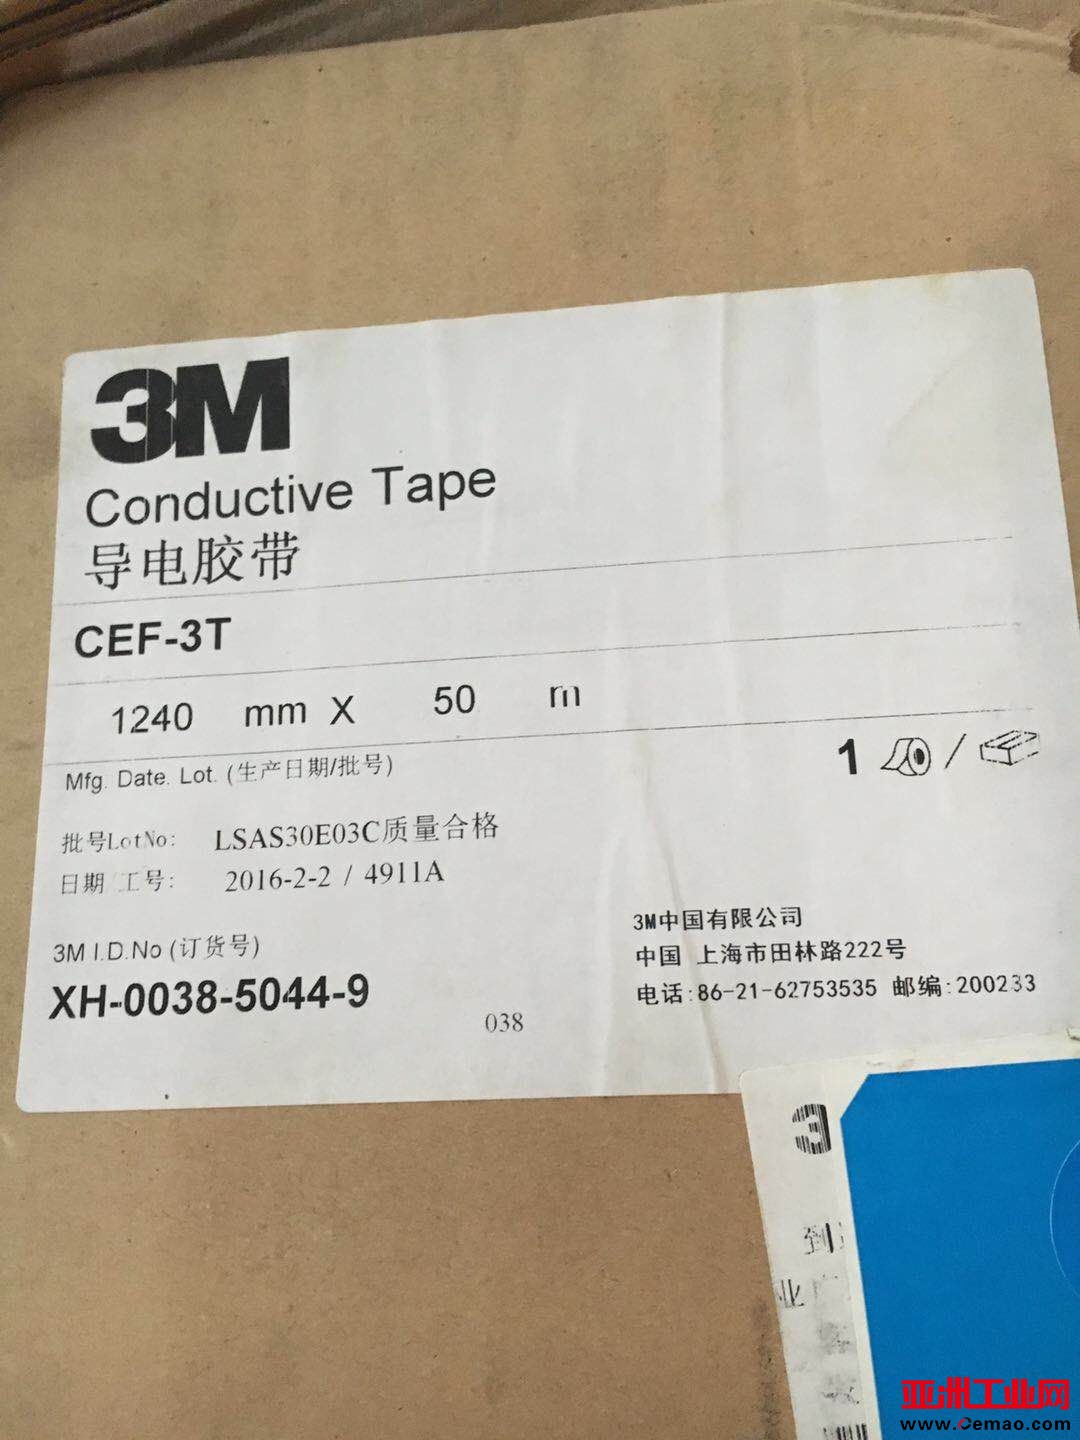 3M
Conductive Tape
导电胶带
CEF-3T
1240 mm X 50 m
Mfg. Date. Lot. (生产日期/批号)
1 /
批号LotNo: LSAS30E03C质量合格
日期 工号: 2016-2-2 / 4911A
3M I.D.No (订货号)
XH-0038-5044-9
038
3M中国有限公司
中国 上海市田林路222号
电话:86-21-62753535 邮编:200233
3
到
业
亚洲工业网
www.Cemao.com